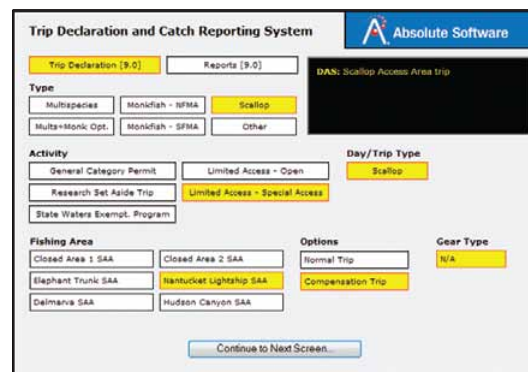 Trip Declaration and Catch Reporting System
Absolute Software
Trip Declaration [9.0]
Reports [9.0]
DAS: Scallop Access Area trip
Type
Multispecies
Monkfish - NFMA
Scallop
Mults+Monk Opt.
Monkfish - SFMA
Other
Activity
Day/Trip Type
General Category Permit
Limited Access - Open
Scallop
Research Set Aside Trip
Limited Access - Special Access
State Waters Exempt. Program
Fishing Area
Options
Gear Type
Closed Area 1 SAA
Closed Area 2 SAA
Normal Trip
N/A
Elephant Trunk SAA
Nantucket Lightship SAA
Compensation Trip
Delmarva SAA
Hudson Canyon SAA
Continue to Next Screen...